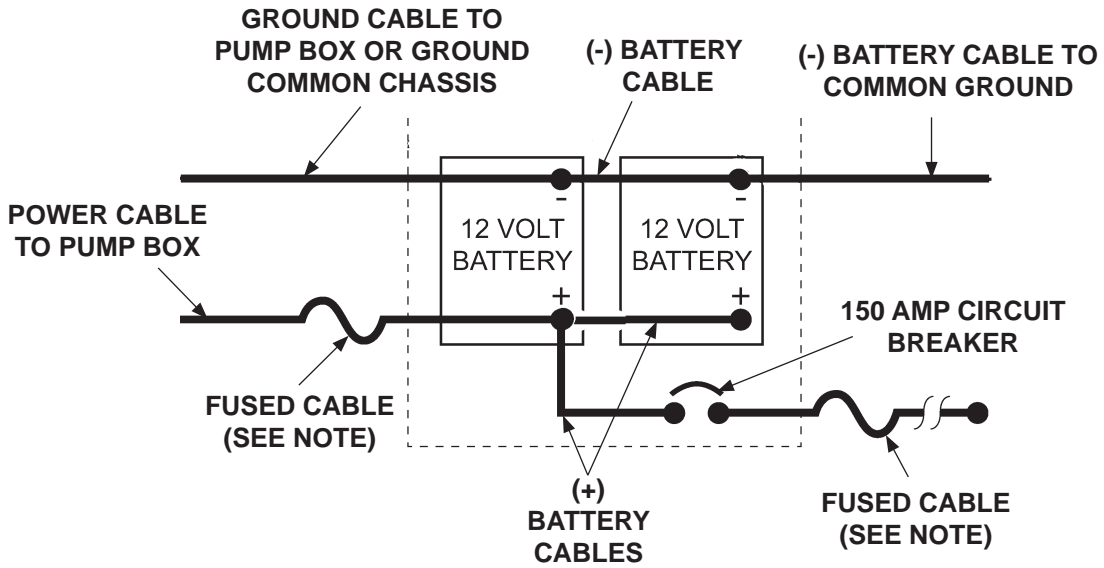 GROUND CABLE TO
PUMP BOX OR GROUND
COMMON CHASSIS
(-) BATTERY
CABLE
(-) BATTERY CABLE TO
COMMON GROUND
POWER CABLE
TO PUMP BOX
-
12 VOLT
BATTERY
+
-
12 VOLT
BATTERY
+
150 AMP CIRCUIT
BREAKER
FUSED CABLE
(SEE NOTE)
(+)
BATTERY
CABLES
FUSED CABLE
(SEE NOTE)